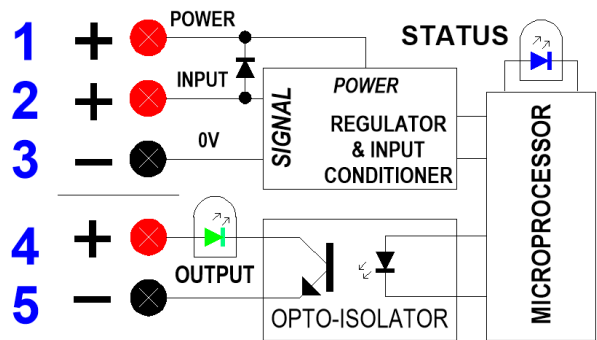 1 + POWER
STATUS
2 + INPUT
3 − 0V
SIGNAL
POWER
REGULATOR
& INPUT
CONDITIONER
MICROPROCESSOR
4 +
OUTPUT
5 −
OPTO-ISOLATOR